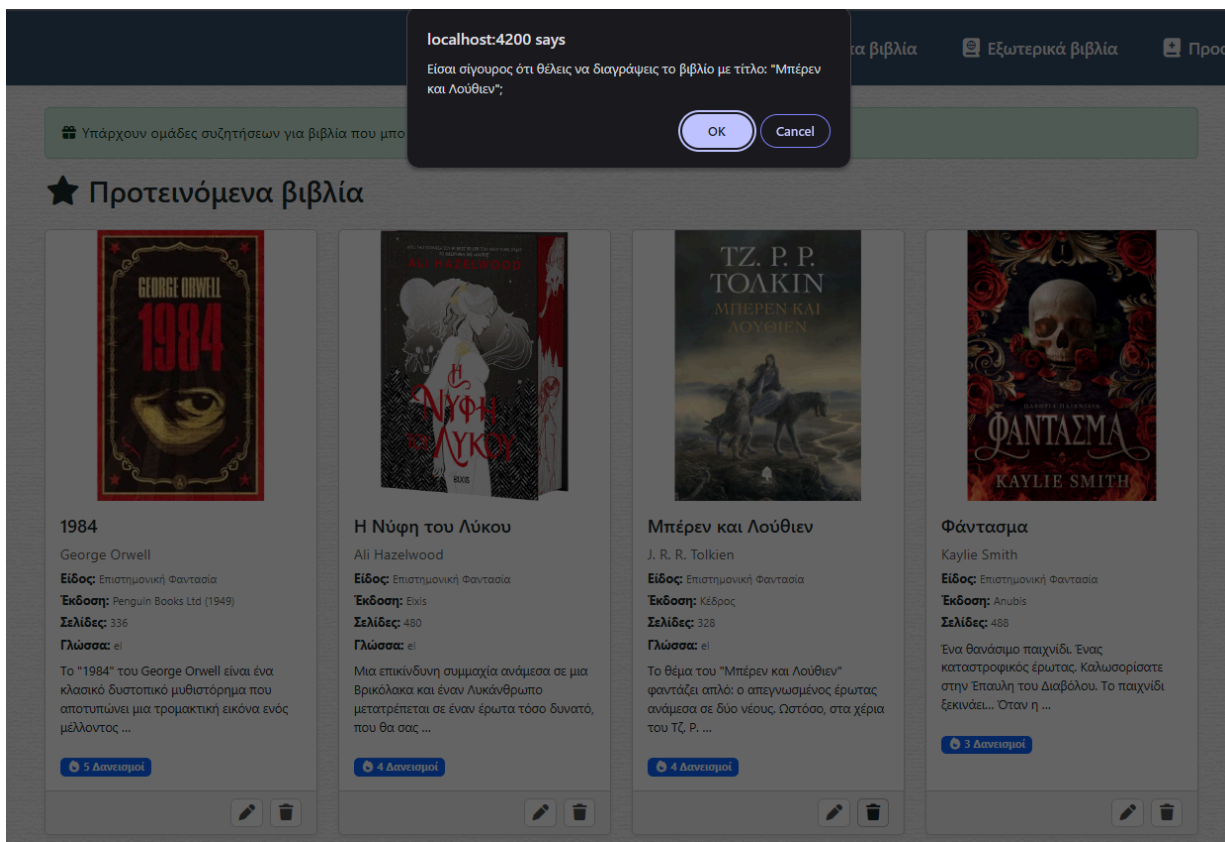 localhost:4200 says
Είσαι σίγουρος ότι θέλεις να διαγράψεις το βιβλίο με τίτλο: "Μπέρεν
και Λούθιεν";
OK
Cancel
βιβλία
Εξωτερικά βιβλία
Υπάρχουν ομάδες συζητήσεων για βιβλία που
Προτεινόμενα βιβλία
GEORGE ORWELL
1984
ALI HAZELWOOD
Η
ΝΥΦΗ
του ΛΥΚΟΥ
ΤΖ. Ρ. Ρ.
ΤΟΛΚΙΝ
ΜΠΕΡΕΝ ΚΑΙ
ΛΟΥΘΙΕΝ
ΦΑΝΤΑΣΜΑ
KAYLIE SMITH
1984
George Orwell
Είδος: Επιστημονική Φαντασία
Έκδοση: Penguin Books Ltd (1949)
Σελίδες: 336
Γλώσσα: el
Το "1984" του George Orwell είναι ένα
κλασικό δυστοπικό μυθιστόρημα που
αποτυπώνει μια τρομακτική εικόνα ενός
μέλλοντος ...
5 Δανεισμοί
Η Νύφη του Λύκου
Ali Hazelwood
Είδος: Επιστημονική Φαντασία
Έκδοση: Elxis
Σελίδες: 480
Γλώσσα: el
Μια επικίνδυνη συμμαχία ανάμεσα σε μια
Βρικόλακα και έναν Λυκάνθρωπο
μετατρέπεται σε έναν έρωτα τόσο δυνατό,
που θα σας ...
4 Δανεισμοί
Μπέρεν και Λούθιεν
J. R. R. Tolkien
Είδος: Επιστημονική Φαντασία
Έκδοση: Κέδρος
Σελίδες: 328
Γλώσσα: el
Το θέμα του "Μπέρεν και Λούθιεν"
φαντάζει απλό: ο απεγνωσμένος έρωτας
ανάμεσα σε δύο νέους. Ωστόσο, στα χέρια
του Τζ. Ρ. ...
4 Δανεισμοί
Φάντασμα
Kaylie Smith
Είδος: Επιστημονική Φαντασία
Έκδοση: Anubis
Σελίδες: 488
Ένα θανάσιμο παιχνίδι. Ένας
καταστροφικός έρωτας. Καλωσορίσατε
στην Έπαυλη του Διαβόλου. Το παιχνίδι
ξεκινάει... Όταν η ...
3 Δανεισμοί